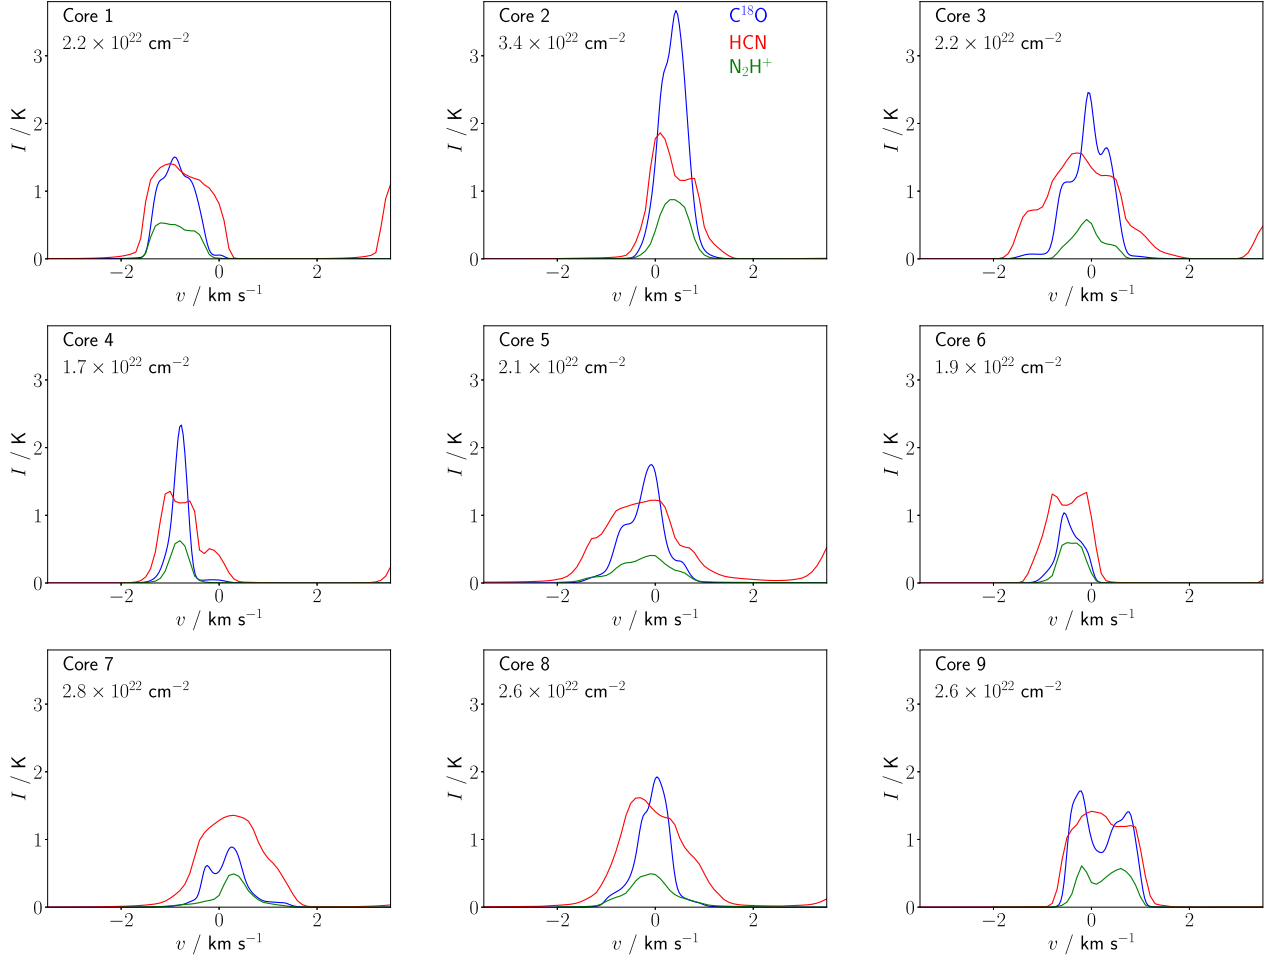 Core 1
2.2 × 10²² cm⁻²
I / K
3
2
1
0
−2
0
2
v / km s⁻¹
Core 2
3.4 × 10²² cm⁻²
C¹⁸O
HCN
N₂H⁺
I / K
3
2
1
0
−2
0
2
v / km s⁻¹
Core 3
2.2 × 10²² cm⁻²
I / K
3
2
1
0
−2
0
2
v / km s⁻¹
Core 4
1.7 × 10²² cm⁻²
I / K
3
2
1
0
−2
0
2
v / km s⁻¹
Core 5
2.1 × 10²² cm⁻²
I / K
3
2
1
0
−2
0
2
v / km s⁻¹
Core 6
1.9 × 10²² cm⁻²
I / K
3
2
1
0
−2
0
2
v / km s⁻¹
Core 7
2.8 × 10²² cm⁻²
I / K
3
2
1
0
−2
0
2
v / km s⁻¹
Core 8
2.6 × 10²² cm⁻²
I / K
3
2
1
0
−2
0
2
v / km s⁻¹
Core 9
2.6 × 10²² cm⁻²
I / K
3
2
1
0
−2
0
2
v / km s⁻¹